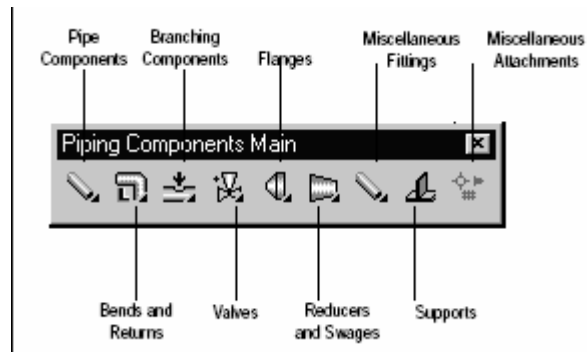 Pipe
Components
Branching
Components
Flanges
Miscellaneous
Fittings
Miscellaneous
Attachments
Piping Components Main
Bends and
Returns
Valves
Reducers
and Swages
Supports